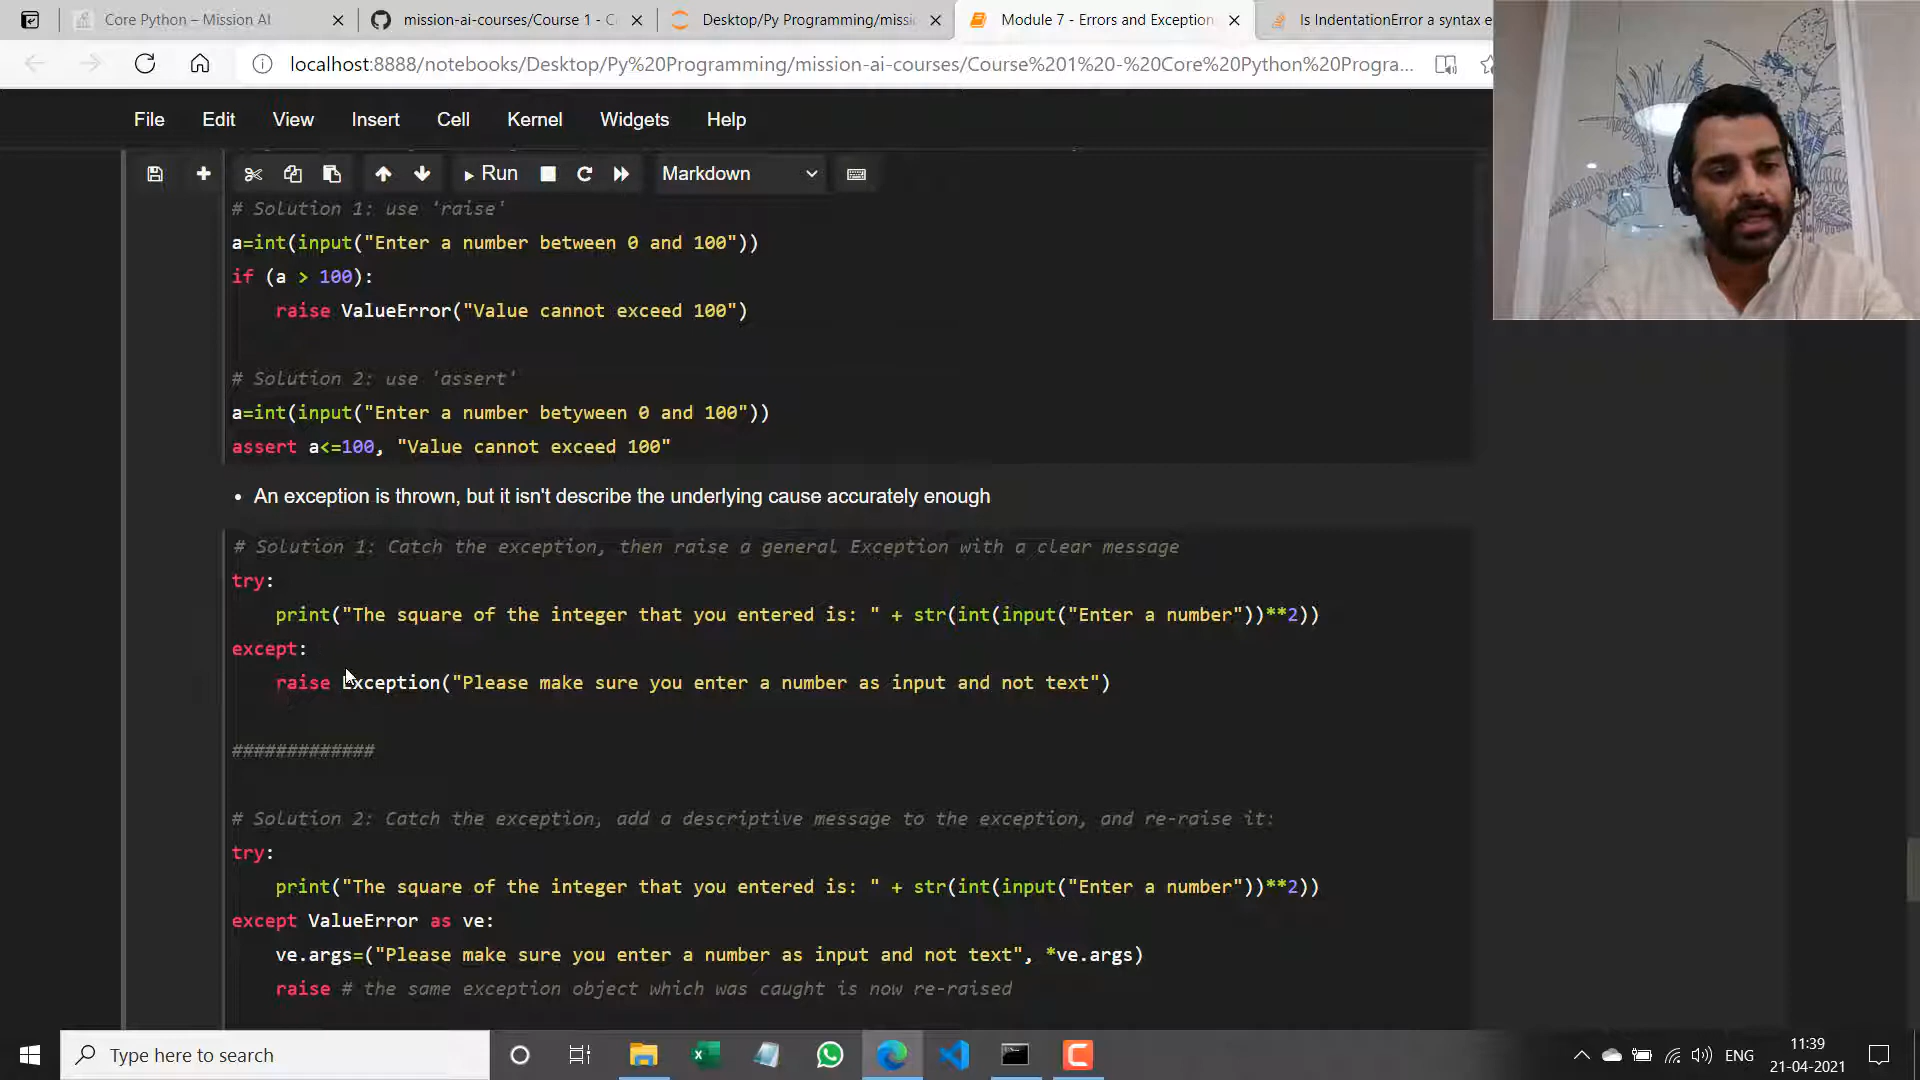 Core Python – Mission AI
mission-ai-courses/Course 1 - C
Desktop/Py Programming/missi
Module 7 - Errors and Exception
Is IndentationError a syntax e
localhost:8888/notebooks/Desktop/Py%20Programming/mission-ai-courses/Course%201%20-%20Core%20Python%20Progra...
File Edit View Insert Cell Kernel Widgets Help
Run Markdown
# Solution 1: use 'raise'
a=int(input("Enter a number between 0 and 100"))
if (a > 100):
raise ValueError("Value cannot exceed 100")
# Solution 2: use 'assert'
a=int(input("Enter a number betyween 0 and 100"))
assert a<=100, "Value cannot exceed 100"
• An exception is thrown, but it isn't describe the underlying cause accurately enough
# Solution 1: Catch the exception, then raise a general Exception with a clear message
try:
print("The square of the integer that you entered is: " + str(int(input("Enter a number"))**2))
except:
raise Exception("Please make sure you enter a number as input and not text")
#############
# Solution 2: Catch the exception, add a descriptive message to the exception, and re-raise it:
try:
print("The square of the integer that you entered is: " + str(int(input("Enter a number"))**2))
except ValueError as ve:
ve.args=("Please make sure you enter a number as input and not text", *ve.args)
raise # the same exception object which was caught is now re-raised
Type here to search
ENG
11:39
21-04-2021